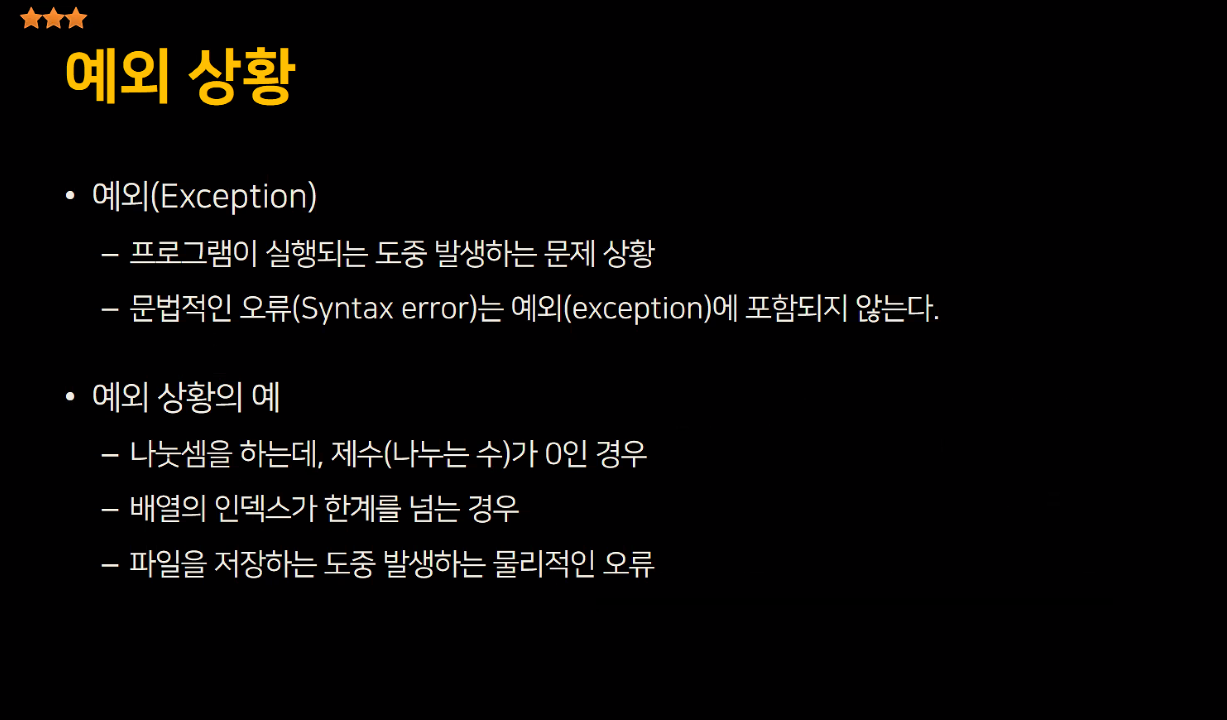 예외 상황
• 예외(Exception)
– 프로그램이 실행되는 도중 발생하는 문제 상황
– 문법적인 오류(Syntax error)는 예외(exception)에 포함되지 않는다.
• 예외 상황의 예
– 나눗셈을 하는데, 제수(나누는 수)가 0인 경우
– 배열의 인덱스가 한계를 넘는 경우
– 파일을 저장하는 도중 발생하는 물리적인 오류